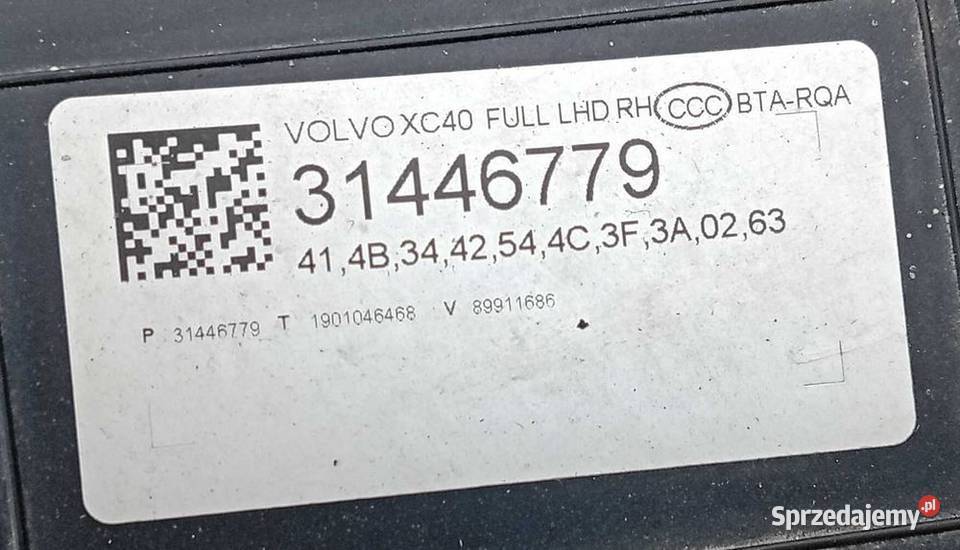 VOLVO XC40 FULL LHD RH CCC BTA-RQA
31446779
41,4B,34,42,54,4C,3F,3A,02,63
P 31446779 T 1901046468 V 89911686
Sprzedajemy.pl